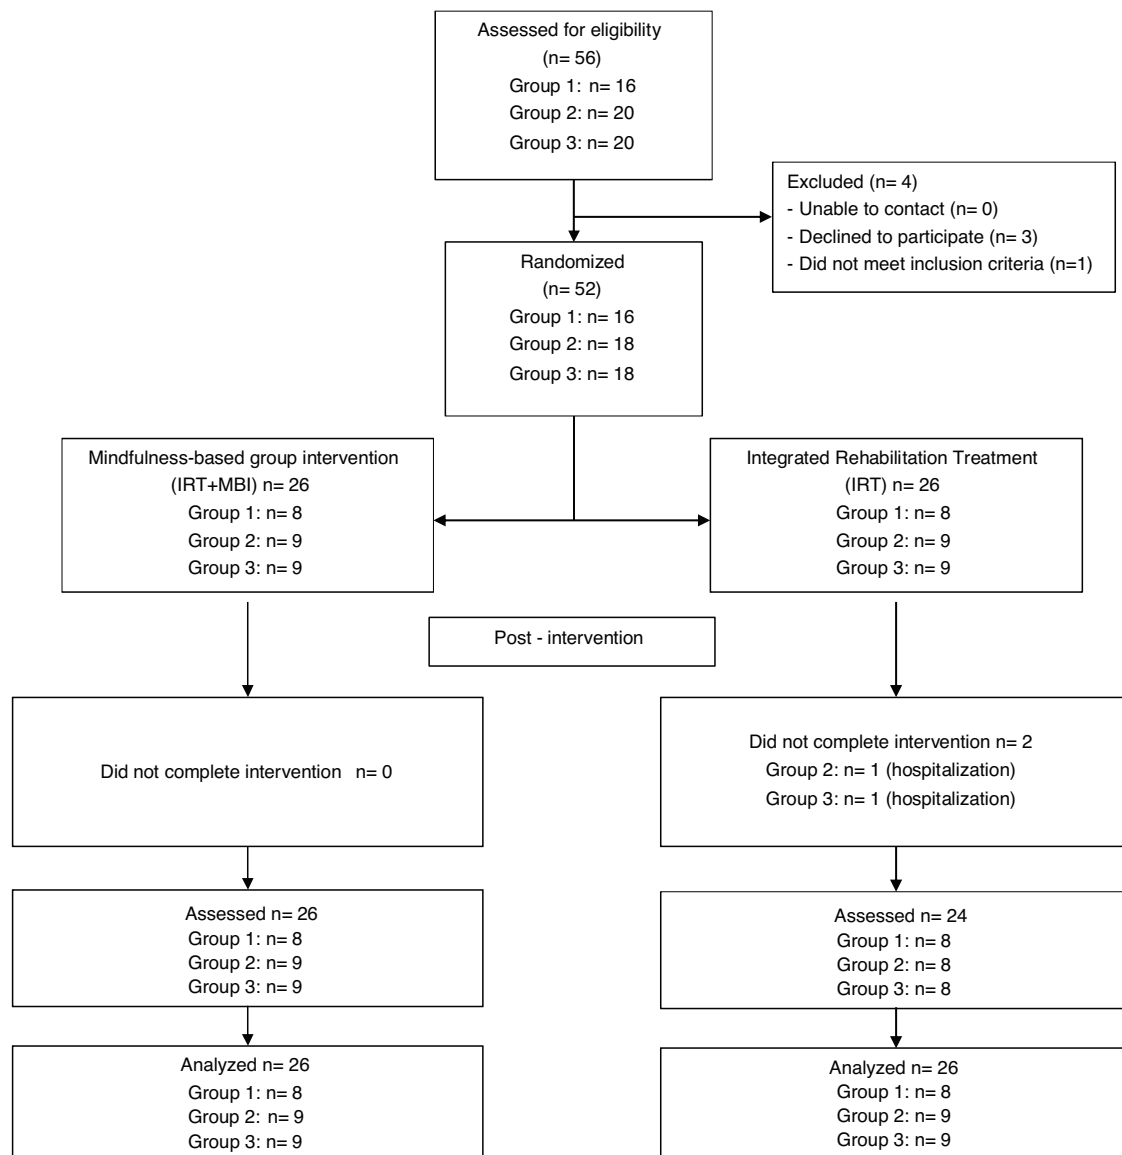 Assessed for eligibility
(n= 56)
Group 1: n= 16
Group 2: n= 20
Group 3: n= 20
Excluded (n= 4)
- Unable to contact (n= 0)
- Declined to participate (n= 3)
- Did not meet inclusion criteria (n=1)
Randomized
(n= 52)
Group 1: n= 16
Group 2: n= 18
Group 3: n= 18
Mindfulness-based group intervention
(IRT+MBI) n= 26
Group 1: n= 8
Group 2: n= 9
Group 3: n= 9
Integrated Rehabilitation Treatment
(IRT) n= 26
Group 1: n= 8
Group 2: n= 9
Group 3: n= 9
Post - intervention
Did not complete intervention n= 0
Did not complete intervention n= 2
Group 2: n= 1 (hospitalization)
Group 3: n= 1 (hospitalization)
Assessed n= 26
Group 1: n= 8
Group 2: n= 9
Group 3: n= 9
Assessed n= 24
Group 1: n= 8
Group 2: n= 8
Group 3: n= 8
Analyzed n= 26
Group 1: n= 8
Group 2: n= 9
Group 3: n= 9
Analyzed n= 26
Group 1: n= 8
Group 2: n= 9
Group 3: n= 9